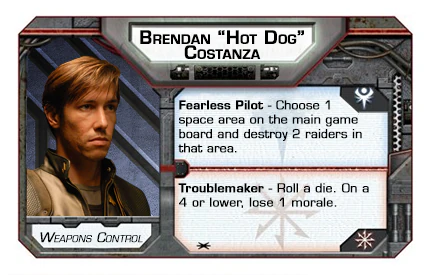 BRENDAN "HOT DOG"
COSTANZA
Fearless Pilot - Choose 1
space area on the main game
board and destroy 2 raiders in
that area.
Troublemaker - Roll a die. On a
4 or lower, lose 1 morale.
WEAPONS CONTROL